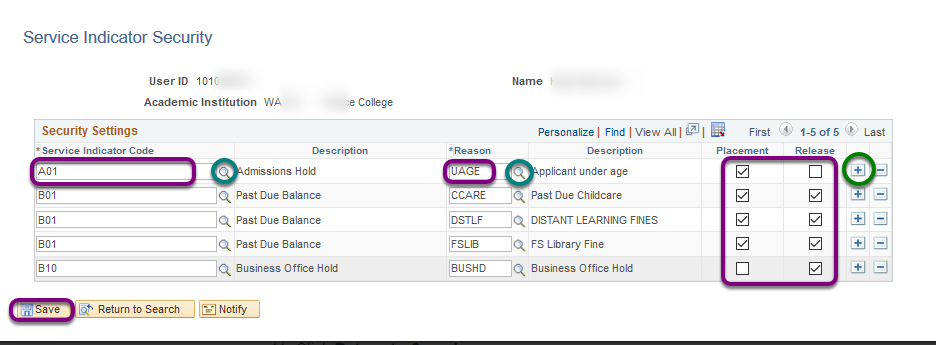 Service Indicator Security
User ID 1010
Name
Academic Institution WA e College
Security Settings Personalize | Find | View All | | First 1-5 of 5 Last
*Service Indicator Code Description *Reason Description Placement Release
A01 Admissions Hold UAGE Applicant under age
B01 Past Due Balance CCARE Past Due Childcare
B01 Past Due Balance DSTLF DISTANT LEARNING FINES
B01 Past Due Balance FSLIB FS Library Fine
B10 Business Office Hold BUSHD Business Office Hold
Save Return to Search Notify